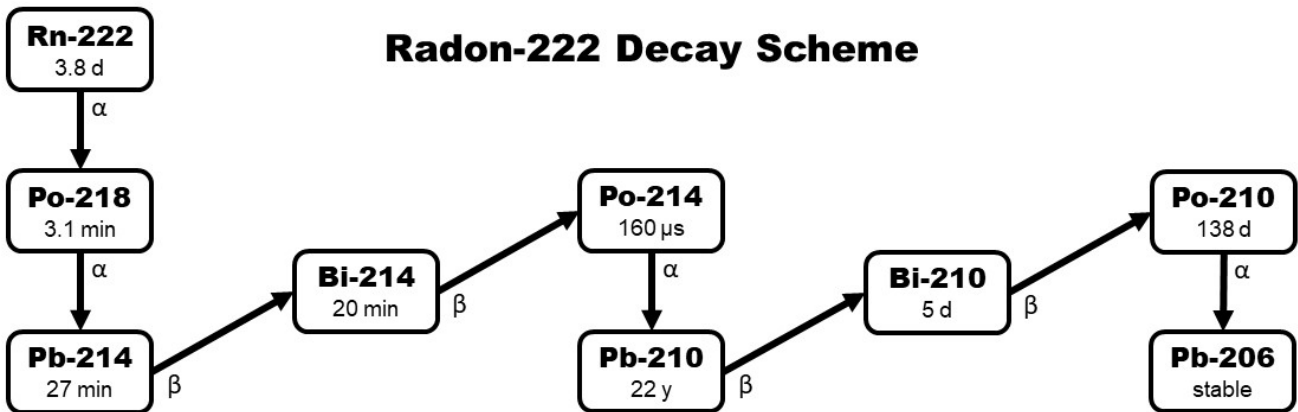 Radon-222 Decay Scheme
Rn-222
3.8 d
α
Po-218
3.1 min
α
Pb-214
27 min
β
Bi-214
20 min
β
Po-214
160 µs
α
Pb-210
22 y
β
Bi-210
5 d
β
Po-210
138 d
α
Pb-206
stable